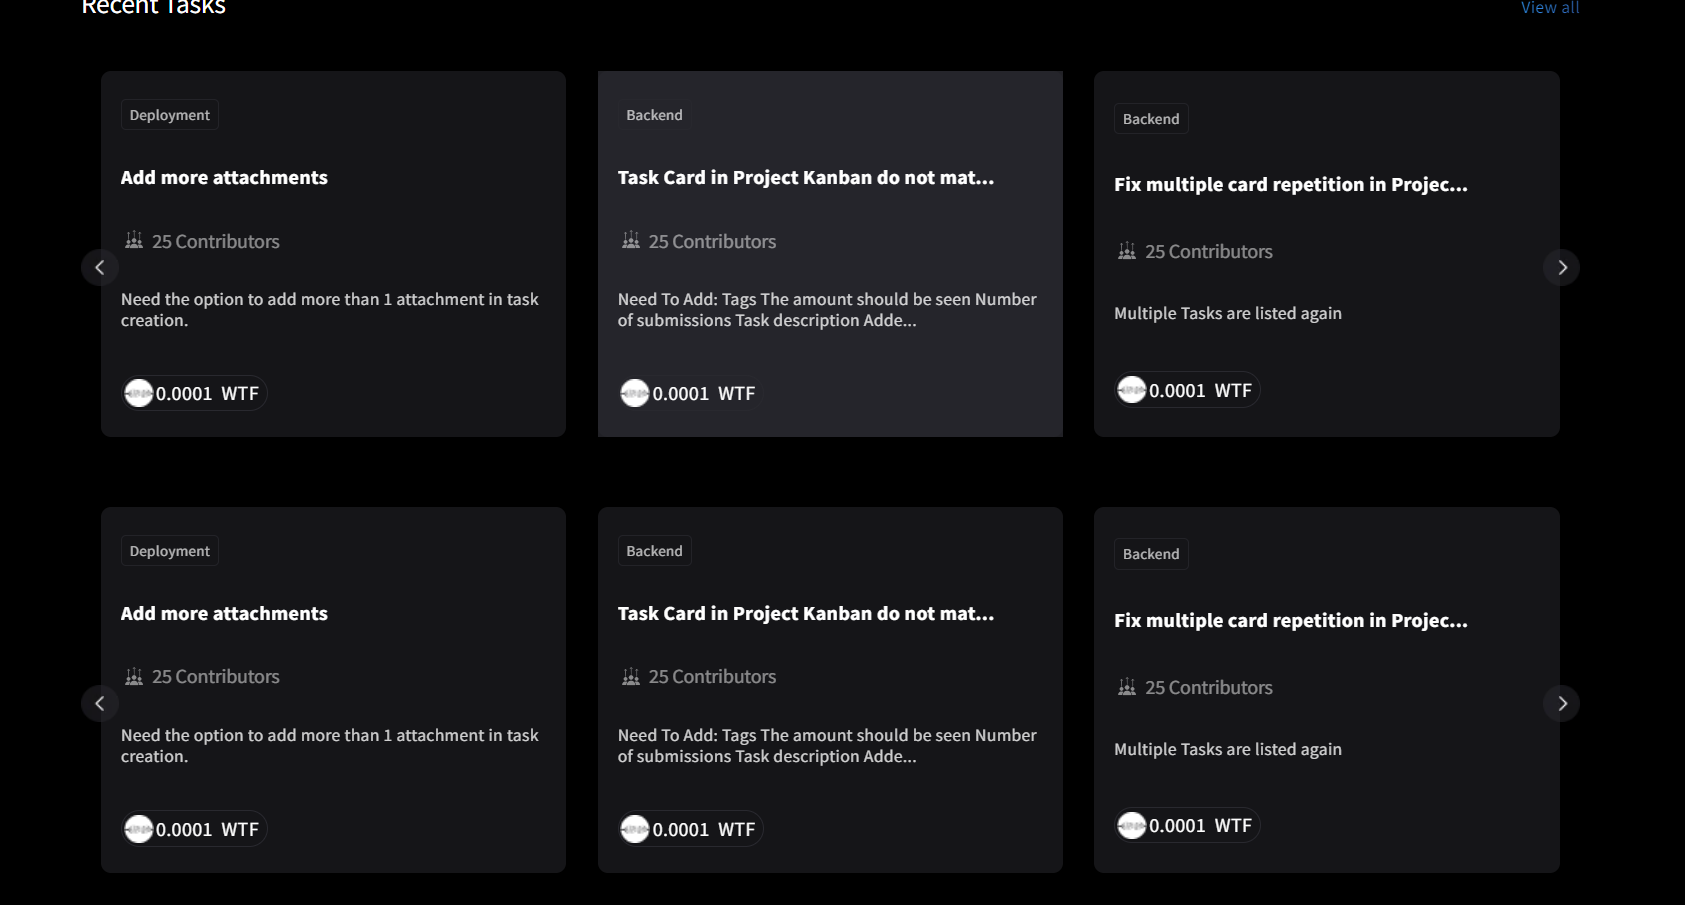 Recent Tasks
View all
Deployment
Add more attachments
25 Contributors
Need the option to add more than 1 attachment in task
creation.
0.0001 WTF
Backend
Task Card in Project Kanban do not mat...
25 Contributors
Need To Add: Tags The amount should be seen Number
of submissions Task description Adde...
0.0001 WTF
Backend
Fix multiple card repetition in Projec...
25 Contributors
Multiple Tasks are listed again
0.0001 WTF
Deployment
Add more attachments
25 Contributors
Need the option to add more than 1 attachment in task
creation.
0.0001 WTF
Backend
Task Card in Project Kanban do not mat...
25 Contributors
Need To Add: Tags The amount should be seen Number
of submissions Task description Adde...
0.0001 WTF
Backend
Fix multiple card repetition in Projec...
25 Contributors
Multiple Tasks are listed again
0.0001 WTF